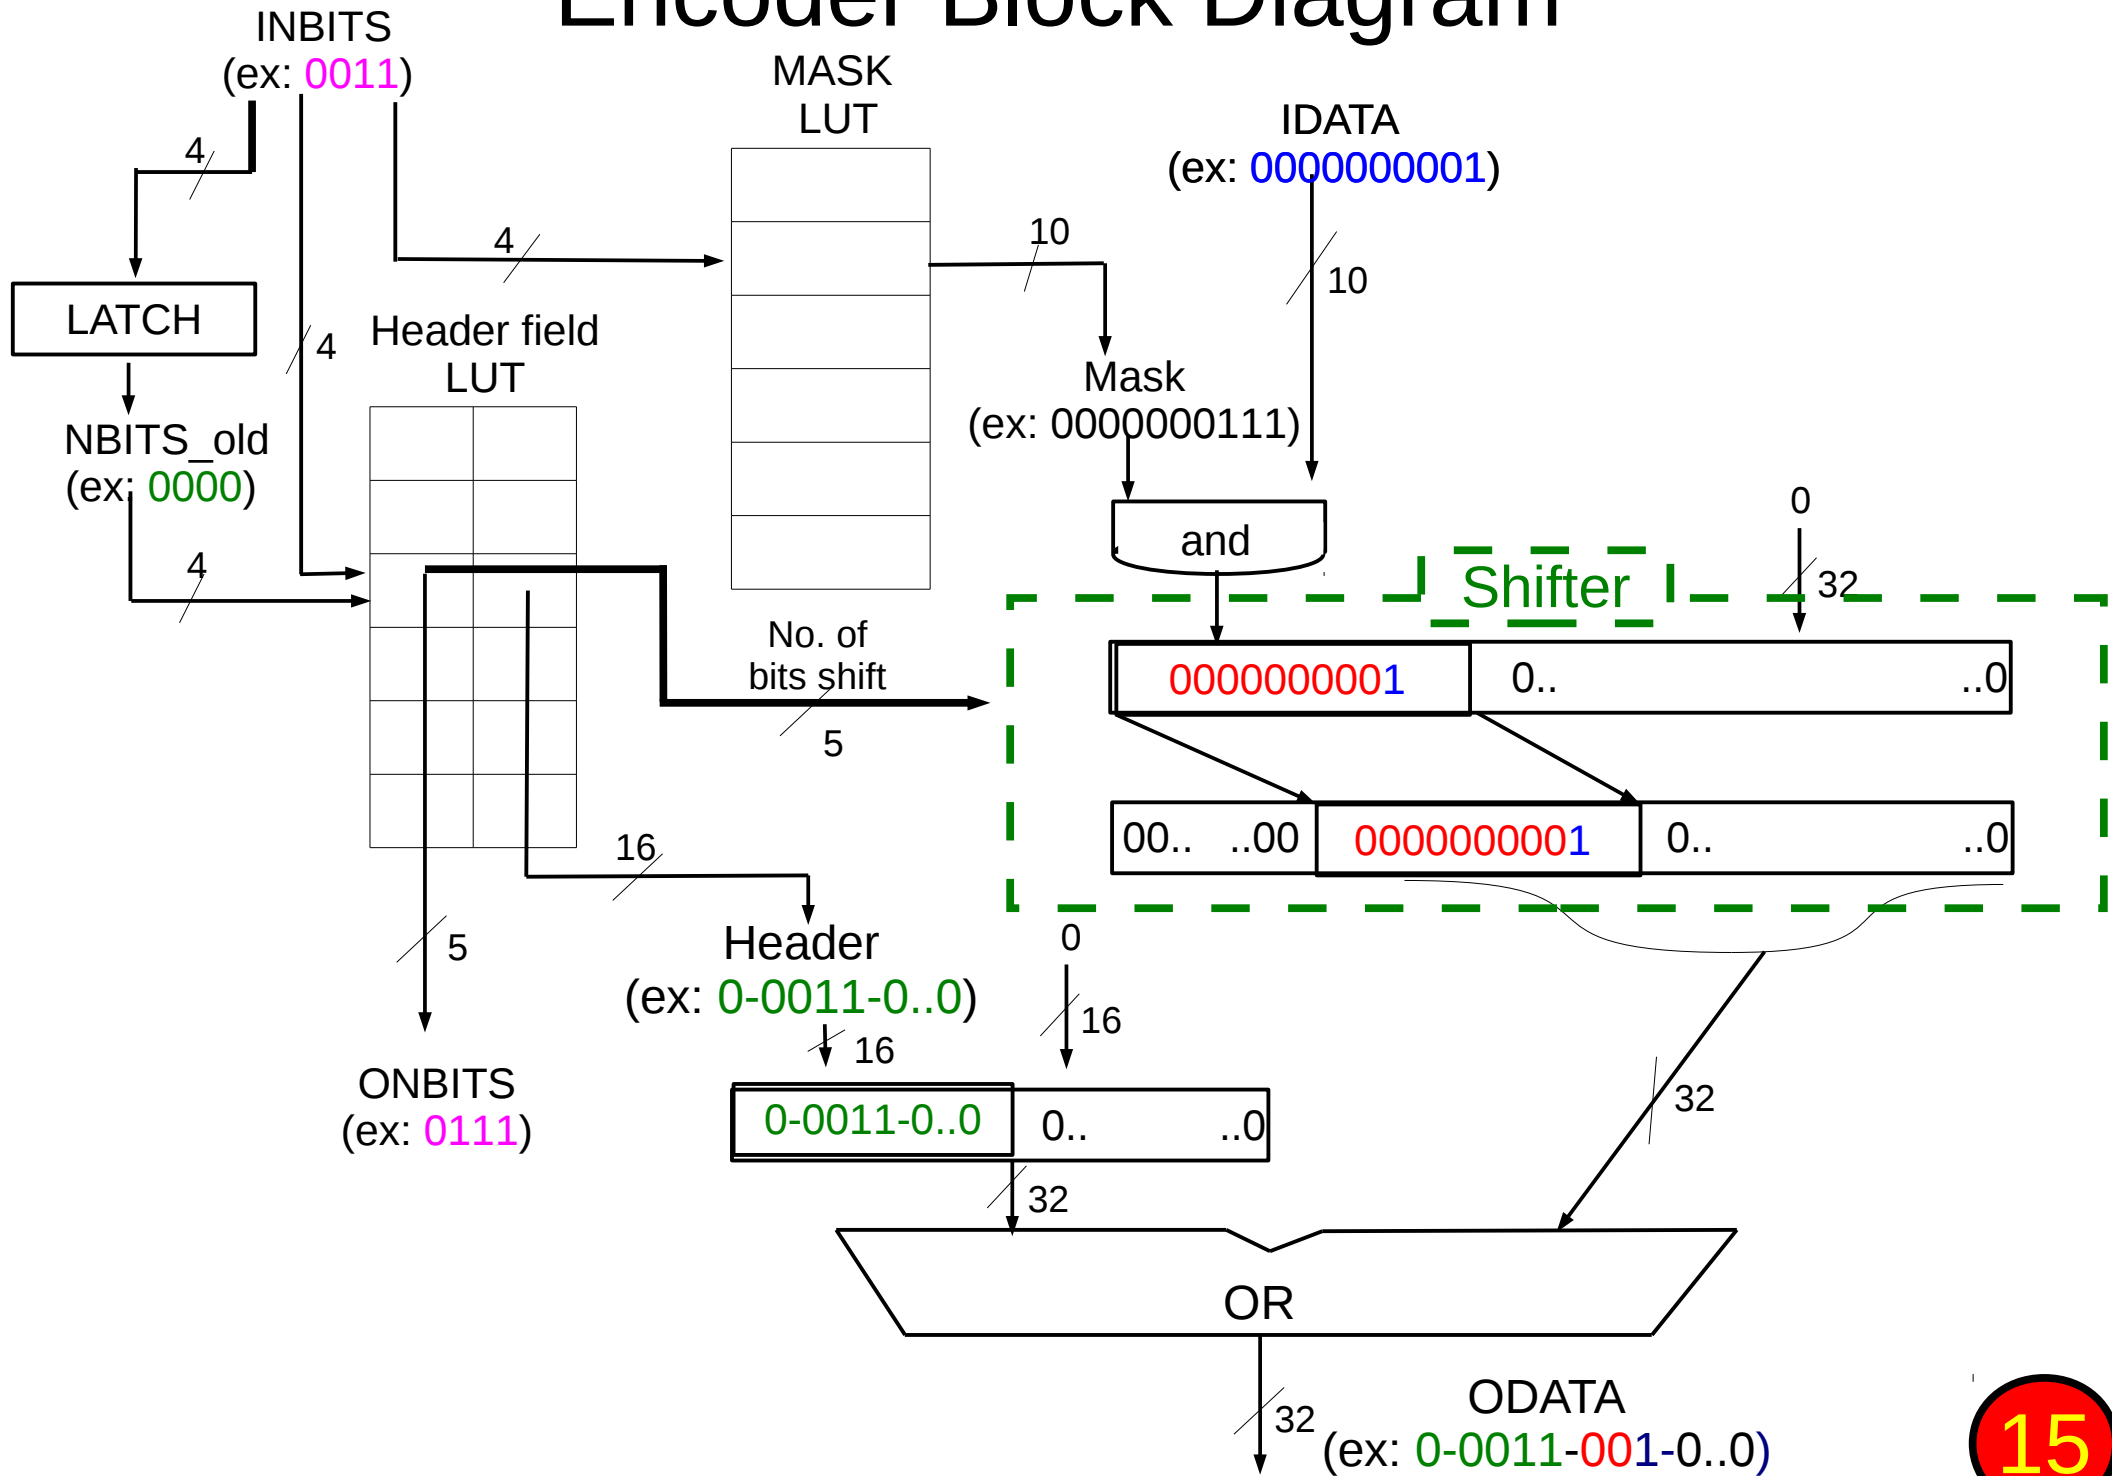 Encoder Block Diagram
INBITS
(ex: 0011)
MASK
LUT
IDATA
(ex: 0000000001)
4
4
10
10
LATCH
4
Header field
LUT
Mask
(ex: 0000000111)
NBITS_old
(ex: 0000)
4
and
0
32
Shifter
No. of
bits shift
5
0000000001
0..
..0
00..
..00
0000000001
0..
..0
16
5
Header
(ex: 0-0011-0..0)
0
16
16
ONBITS
(ex: 0111)
0-0011-0..0
0..
..0
32
32
OR
32
ODATA
(ex: 0-0011-001-0..0)
15